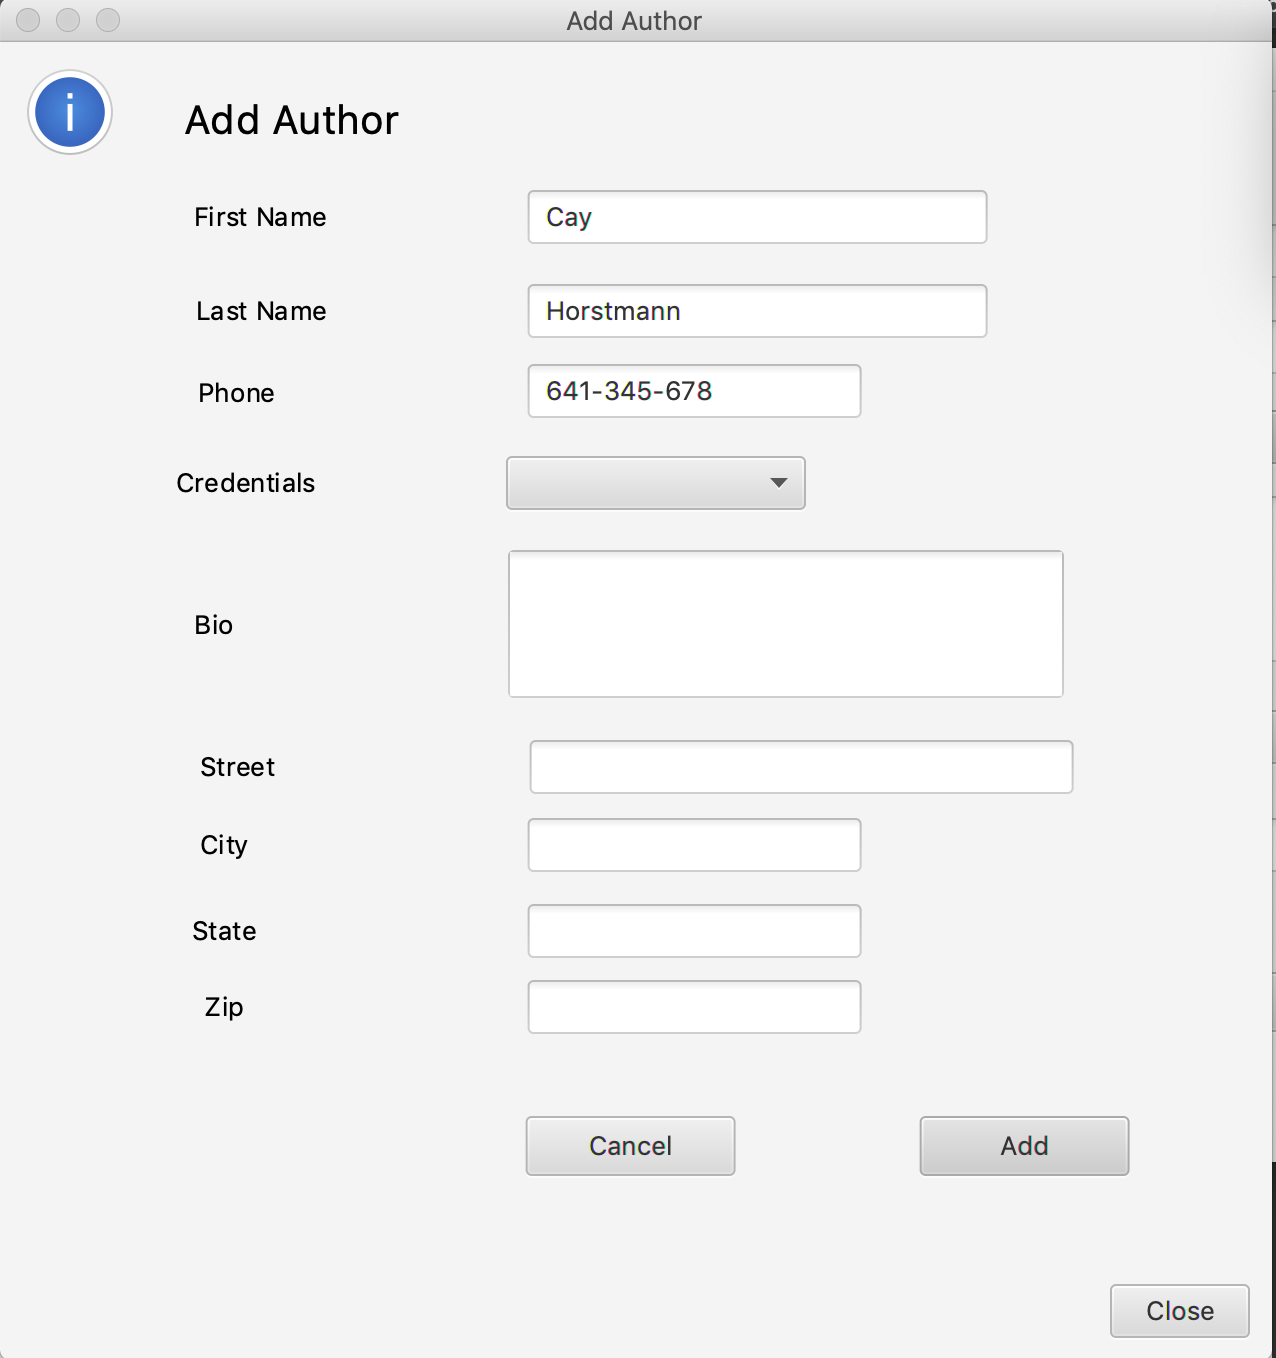 Add Author
i
Add Author
First Name
Cay
Last Name
Horstmann
Phone
641-345-678
Credentials
Bio
Street
City
State
Zip
Cancel
Add
Close